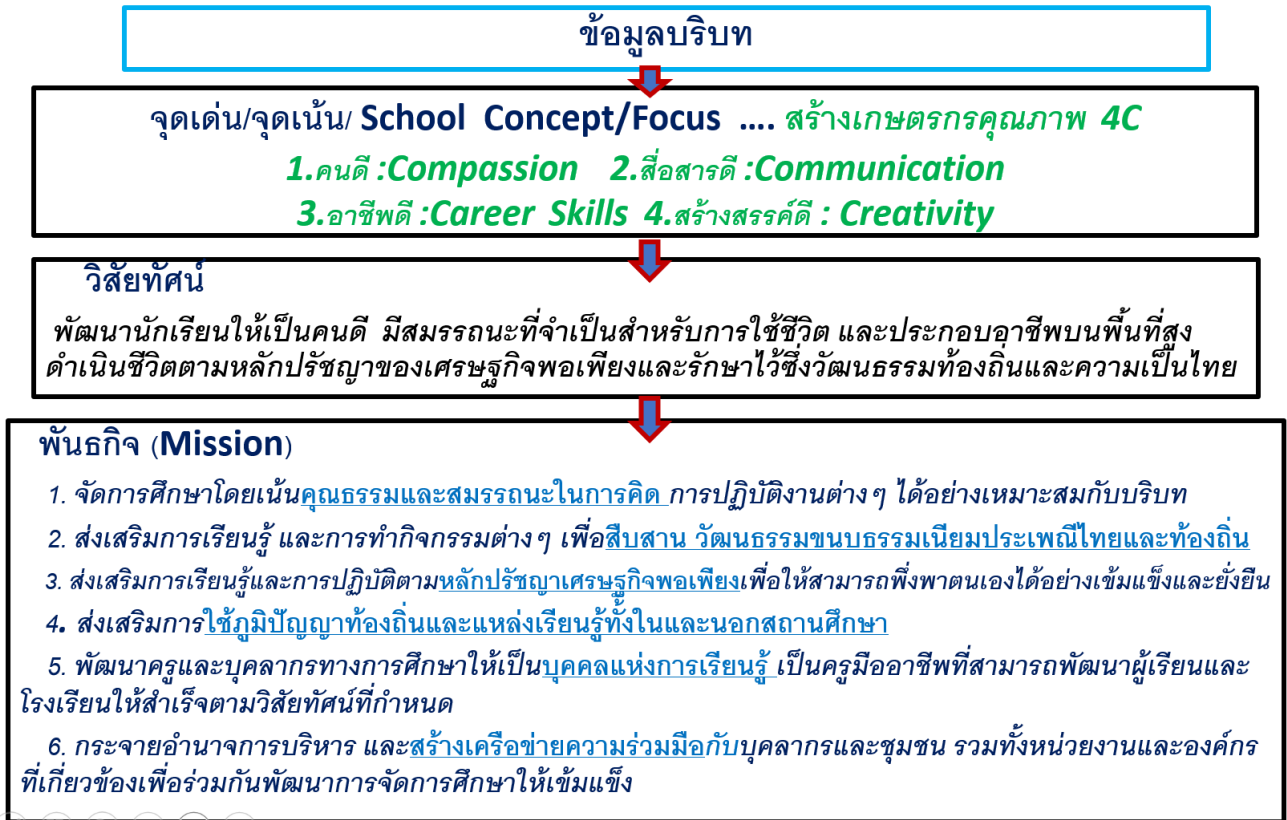 ข้อมูลบริบท
จุดเด่น/จุดเน้น/ School Concept/Focus .... สร้างเกษตรกรคุณภาพ 4C
1.คนดี :Compassion 2.สื่อสารดี :Communication
3.อาชีพดี :Career Skills 4.สร้างสรรค์ดี : Creativity
วิสัยทัศน์
พัฒนานักเรียนให้เป็นคนดี มีสมรรถนะที่จำเป็นสำหรับการใช้ชีวิต และประกอบอาชีพบนพื้นที่สูง
ดำเนินชีวิตตามหลักปรัชญาของเศรษฐกิจพอเพียงและรักษาไว้ซึ่งวัฒนธรรมท้องถิ่นและความเป็นไทย
พันธกิจ (Mission)
1. จัดการศึกษาโดยเน้นคุณธรรมและสมรรถนะในการคิด การปฏิบัติงานต่างๆ ได้อย่างเหมาะสมกับบริบท
2. ส่งเสริมการเรียนรู้ และการทำกิจกรรมต่างๆ เพื่อสืบสาน วัฒนธรรมขนบธรรมเนียมประเพณีไทยและท้องถิ่น
3. ส่งเสริมการเรียนรู้และการปฏิบัติตามหลักปรัชญาเศรษฐกิจพอเพียงเพื่อให้สามารถพึ่งพาตนเองได้อย่างเข้มแข็งและยั่งยืน
4. ส่งเสริมการใช้ภูมิปัญญาท้องถิ่นและแหล่งเรียนรู้ทั้งในและนอกสถานศึกษา
5. พัฒนาครูและบุคลากรทางการศึกษาให้เป็นบุคคลแห่งการเรียนรู้ เป็นครูมืออาชีพที่สามารถพัฒนาผู้เรียนและ
โรงเรียนให้สำเร็จตามวิสัยทัศน์ที่กำหนด
6. กระจายอำนาจการบริหาร และสร้างเครือข่ายความร่วมมือกับบุคลากรและชุมชน รวมทั้งหน่วยงานและองค์กร
ที่เกี่ยวข้องเพื่อร่วมกันพัฒนาการจัดการศึกษาให้เข้มแข็ง